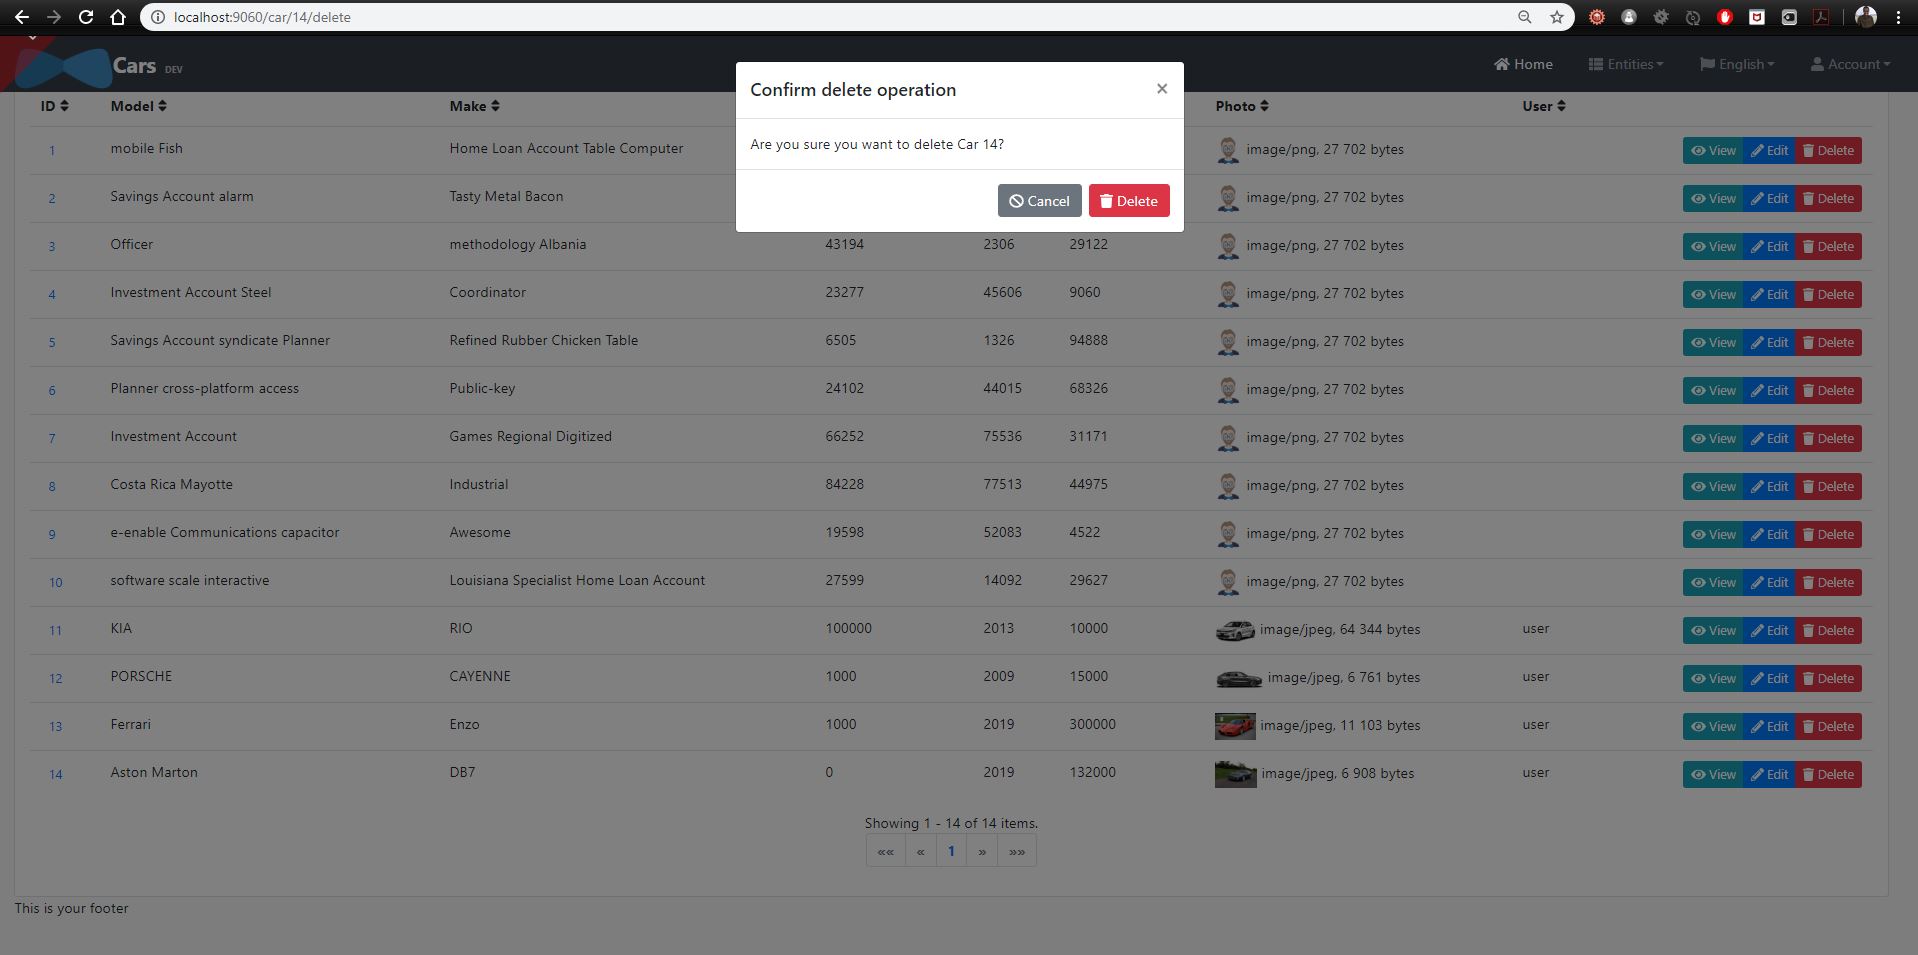 localhost:9060/car/14/delete
Cars DEV
Home Entities English Account
Confirm delete operation ×
Are you sure you want to delete Car 14?
Cancel Delete
ID Model Make Photo User
1 mobile Fish Home Loan Account Table Computer image/png, 27 702 bytes View Edit Delete
2 Savings Account alarm Tasty Metal Bacon image/png, 27 702 bytes View Edit Delete
3 Officer methodology Albania 43194 2306 29122 image/png, 27 702 bytes View Edit Delete
4 Investment Account Steel Coordinator 23277 45606 9060 image/png, 27 702 bytes View Edit Delete
5 Savings Account syndicate Planner Refined Rubber Chicken Table 6505 1326 94888 image/png, 27 702 bytes View Edit Delete
6 Planner cross-platform access Public-key 24102 44015 68326 image/png, 27 702 bytes View Edit Delete
7 Investment Account Games Regional Digitized 66252 75536 31171 image/png, 27 702 bytes View Edit Delete
8 Costa Rica Mayotte Industrial 84228 77513 44975 image/png, 27 702 bytes View Edit Delete
9 e-enable Communications capacitor Awesome 19598 52083 4522 image/png, 27 702 bytes View Edit Delete
10 software scale interactive Louisiana Specialist Home Loan Account 27599 14092 29627 image/png, 27 702 bytes View Edit Delete
11 KIA RIO 100000 2013 10000 image/jpeg, 64 344 bytes user View Edit Delete
12 PORSCHE CAYENNE 1000 2009 15000 image/jpeg, 6 761 bytes user View Edit Delete
13 Ferrari Enzo 1000 2019 300000 image/jpeg, 11 103 bytes user View Edit Delete
14 Aston Marton DB7 0 2019 132000 image/jpeg, 6 908 bytes user View Edit Delete
Showing 1 - 14 of 14 items.
«« « 1 » »»
This is your footer